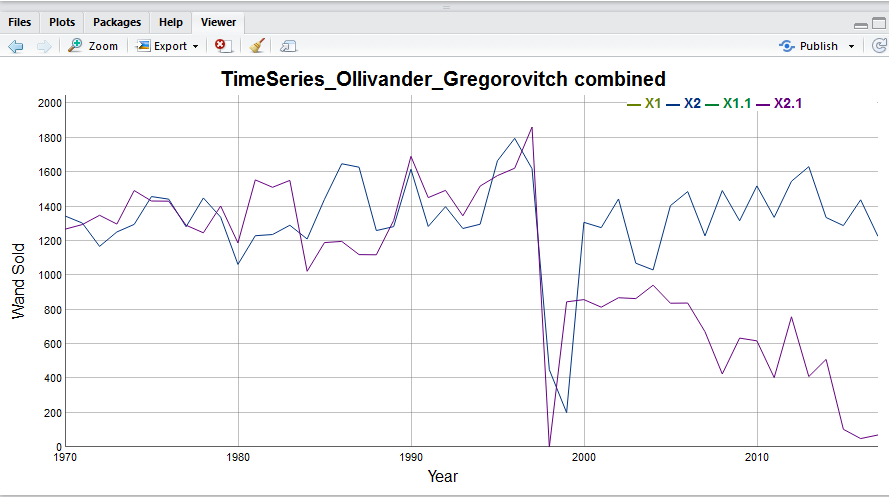 Files Plots Packages Help Viewer
Zoom Export Publish
TimeSeries_Ollivander_Gregorovitch combined
X1 X2 X1.1 X2.1
2000
1800
1600
1400
1200
1000
800
600
400
200
0
Wand Sold
1970 1980 1990 2000 2010
Year